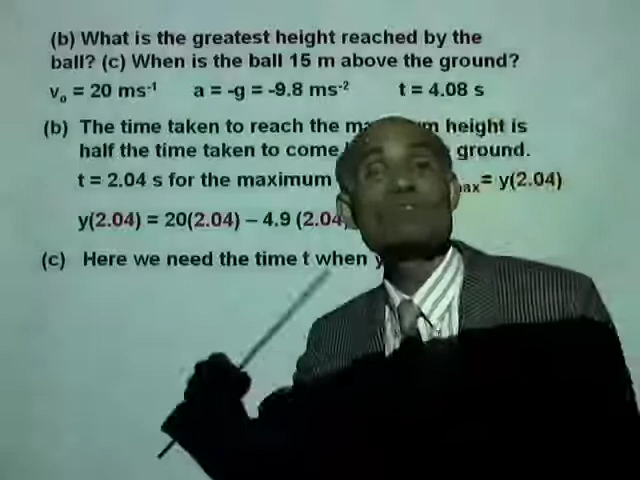 (b) What is the greatest height reached by the
ball? (c) When is the ball 15 m above the ground?
v₀ = 20 ms⁻¹ a = -g = -9.8 ms⁻² t = 4.08 s
(b) The time taken to reach the m height is
half the time taken to come ground.
t = 2.04 s for the maximum = y(2.04)
y(2.04) = 20(2.04) – 4.9 (2.04
(c) Here we need the time t when y